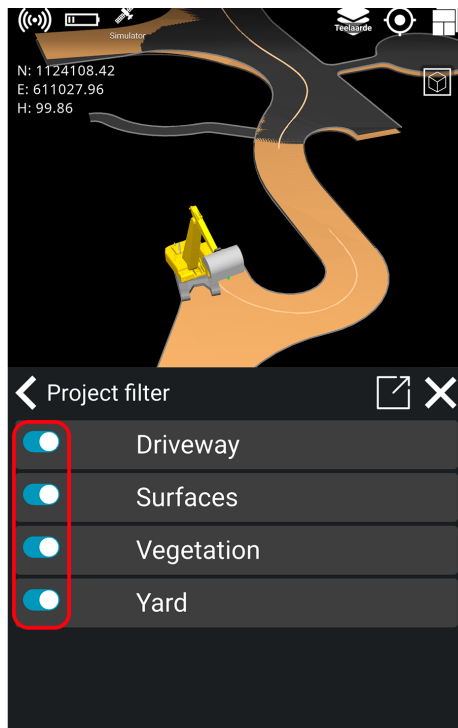 Simulator
Teelaarde
N: 1124108.42
E: 611027.96
H: 99.86
Project filter
Driveway
Surfaces
Vegetation
Yard